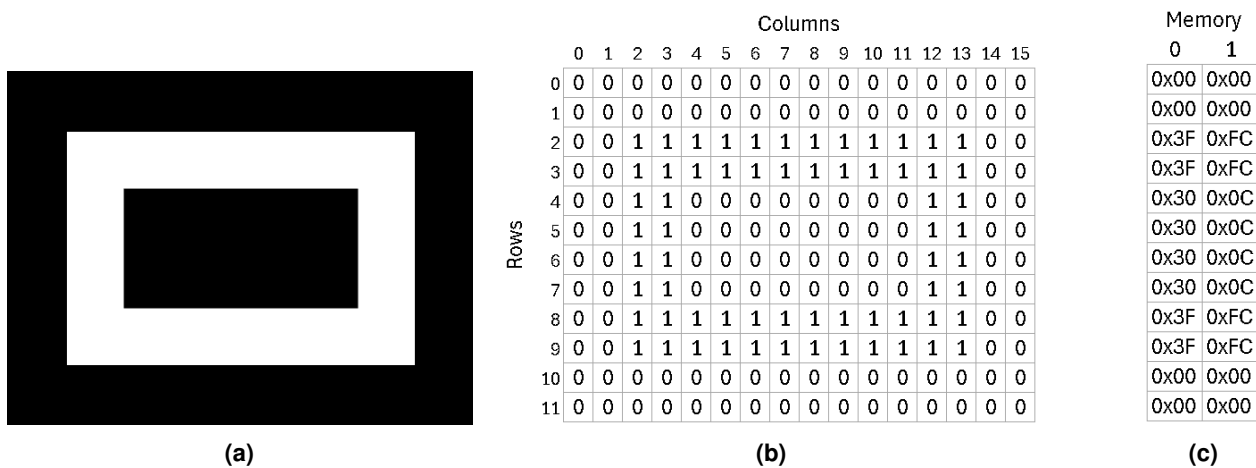 Columns
0 1 2 3 4 5 6 7 8 9 10 11 12 13 14 15
Rows
0 0 0 0 0 0 0 0 0 0 0 0 0 0 0 0 0
1 0 0 0 0 0 0 0 0 0 0 0 0 0 0 0 0
2 0 0 1 1 1 1 1 1 1 1 1 1 1 1 0 0
3 0 0 1 1 1 1 1 1 1 1 1 1 1 1 0 0
4 0 0 1 1 0 0 0 0 0 0 0 0 1 1 0 0
5 0 0 1 1 0 0 0 0 0 0 0 0 1 1 0 0
6 0 0 1 1 0 0 0 0 0 0 0 0 1 1 0 0
7 0 0 1 1 0 0 0 0 0 0 0 0 1 1 0 0
8 0 0 1 1 1 1 1 1 1 1 1 1 1 1 0 0
9 0 0 1 1 1 1 1 1 1 1 1 1 1 1 0 0
10 0 0 0 0 0 0 0 0 0 0 0 0 0 0 0 0
11 0 0 0 0 0 0 0 0 0 0 0 0 0 0 0 0
Memory
0 1
0x00 0x00
0x00 0x00
0x3F 0xFC
0x3F 0xFC
0x30 0x0C
0x30 0x0C
0x30 0x0C
0x30 0x0C
0x3F 0xFC
0x3F 0xFC
0x00 0x00
0x00 0x00
(a) (b) (c)